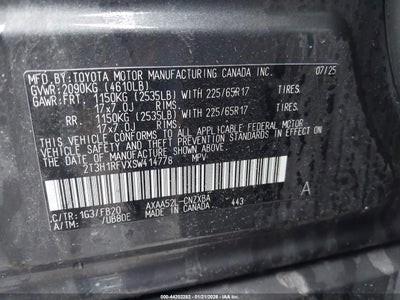 MFD.BY:TOYOTA MOTOR MANUFACTURING CANADA INC. 07/25
GVWR:2090KG (4610LB)
GAWR:FRT. 1150KG (2535LB) WITH 225/65R17 TIRES.
17x7.0J RIMS.
RR. 1150KG (2535LB) WITH 225/65R17 TIRES.
17x7.0J RIMS.
THIS VEHICLE CONFORMS TO ALL APPLICABLE FEDERAL MOTOR
VEHICLE SAFETY, BUMPER, AND THEFT PREVENTION STANDARDS
IN EFFECT ON THE DATE OF MANUFACTURE SHOWN ABOVE.
2T3H1RFVXSW414778 MPV
A
C/TR: 1G3/FB20 AXAA52L-CNZXBA 443
A/TM: /UB80E MADE IN CANADA
000-44202282 - 01/21/2026 - IAA Holdings, LLC